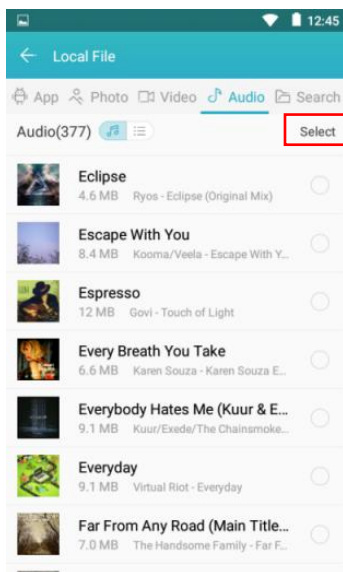 12:45
Local File
App Photo Video Audio Search
Audio(377) Select
Eclipse
4.6 MB Ryos - Eclipse (Original Mix)
Escape With You
8.4 MB Kooma/Veela - Escape With Y...
Espresso
12 MB Govi - Touch of Light
Every Breath You Take
6.6 MB Karen Souza - Karen Souza E...
Everybody Hates Me (Kuur & E...
9.1 MB Kuur/Exede/The Chainsmoke...
Everyday
9.1 MB Virtual Riot - Everyday
Far From Any Road (Main Title...
7.0 MB The Handsome Family - Far F...